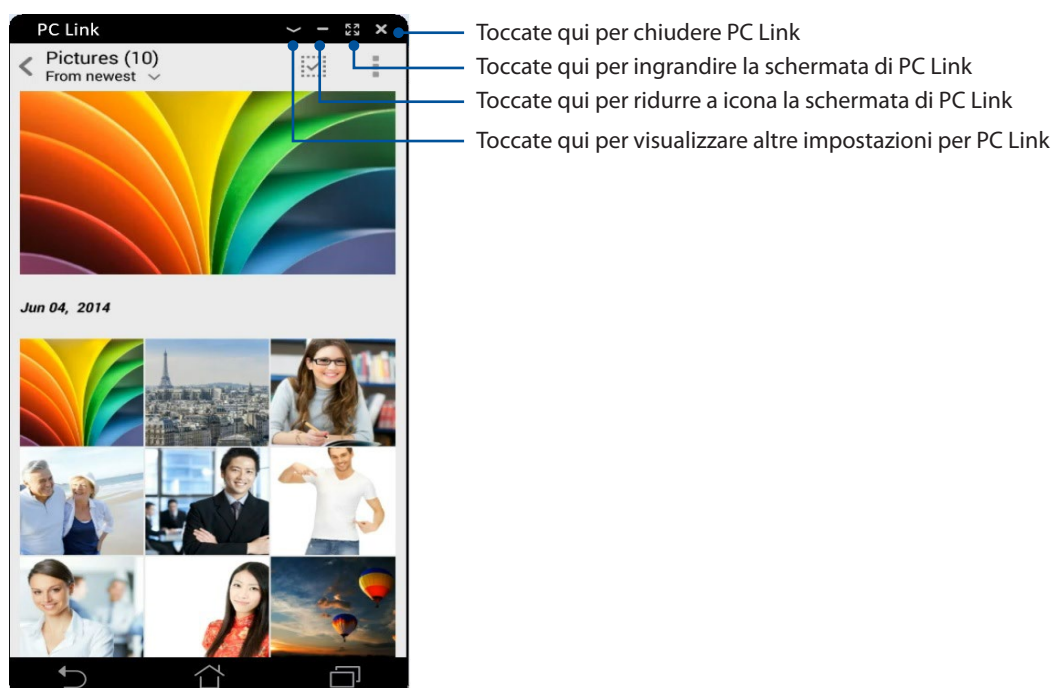 PC Link
Pictures (10)
From newest
Jun 04, 2014
Toccate qui per chiudere PC Link
Toccate qui per ingrandire la schermata di PC Link
Toccate qui per ridurre a icona la schermata di PC Link
Toccate qui per visualizzare altre impostazioni per PC Link